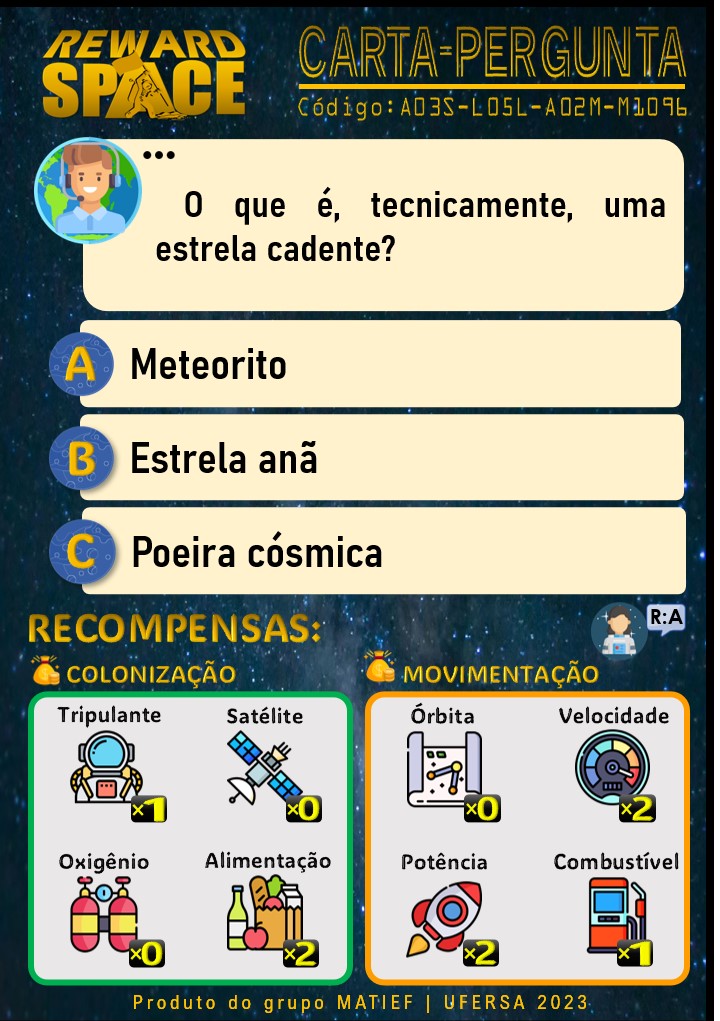 REWARD
SPACE
CARTA-PERGUNTA
Código:A03S-L05L-A02M-M1096
...
O que é, tecnicamente, uma
estrela cadente?
A Meteorito
B Estrela anã
C Poeira cósmica
RECOMPENSAS:
R:A
COLONIZAÇÃO
MOVIMENTAÇÃO
Tripulante Satélite
Órbita Velocidade
×1 ×0
×0 ×2
Oxigênio Alimentação
Potência Combustível
×0 ×2
×2 ×1
Produto do grupo MATIEF | UFERSA 2023